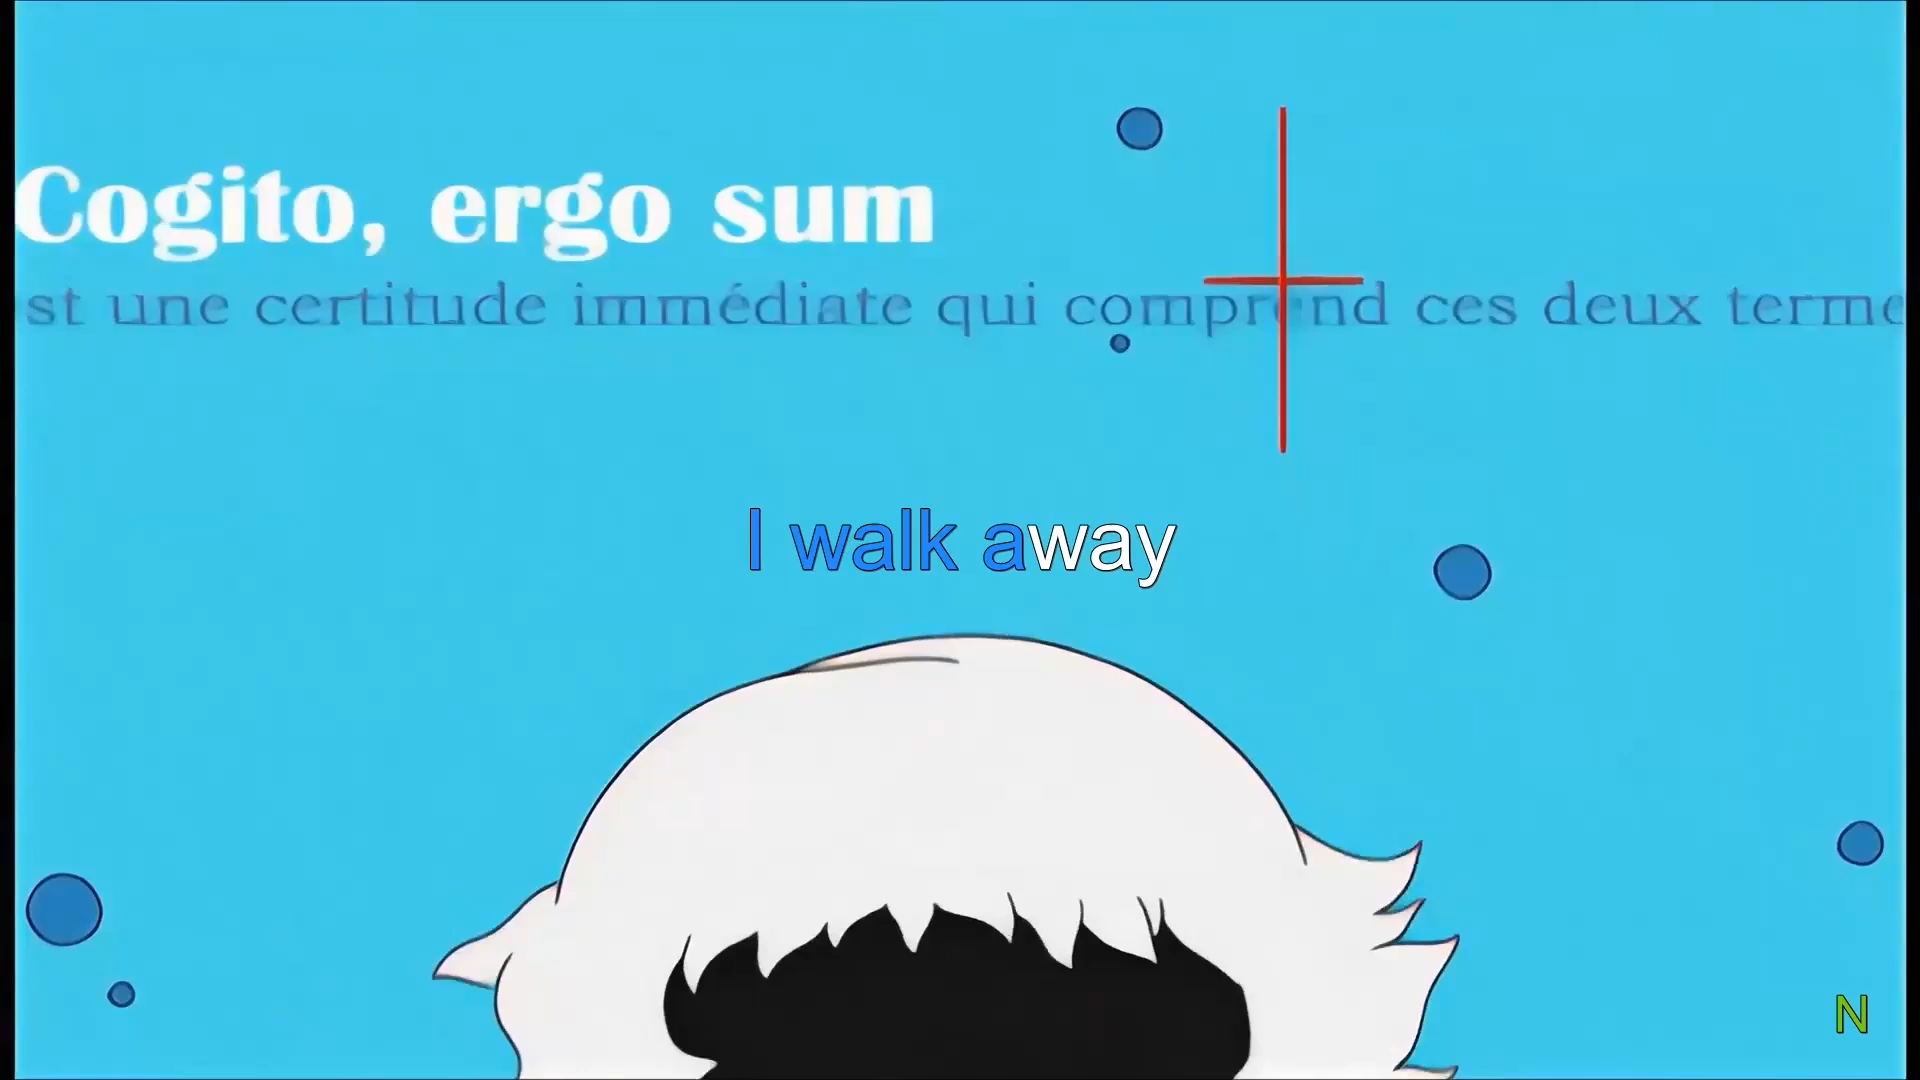 Cogito, ergo sum
st une certitude immédiate qui comprend ces deux terme
I walk away
N